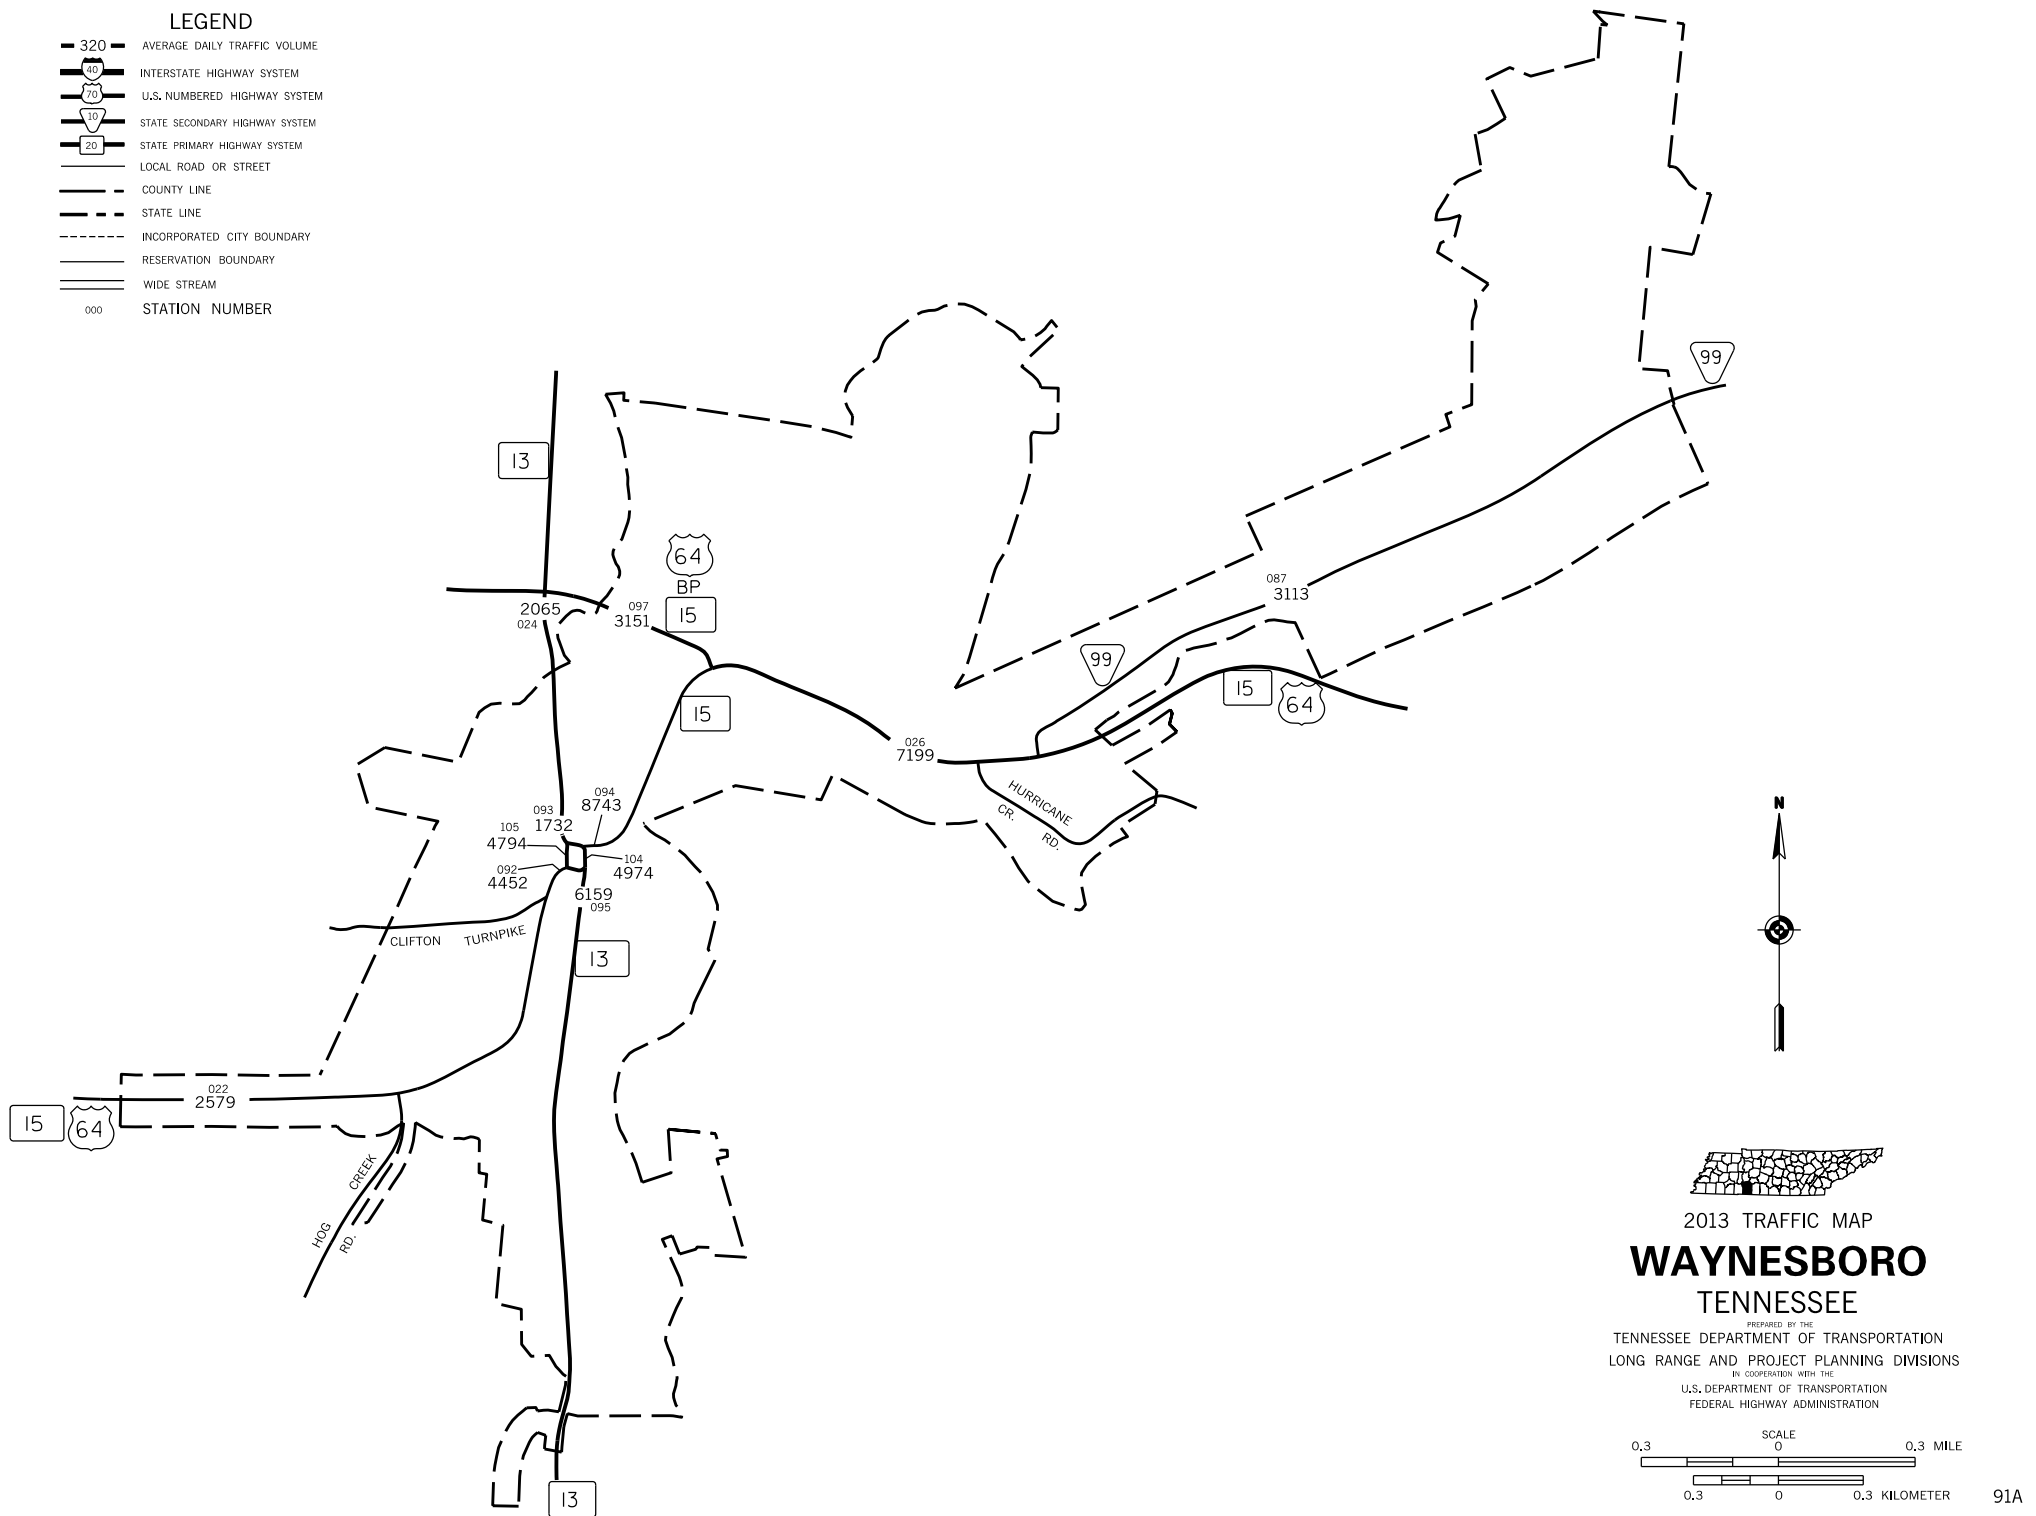 LEGEND
320 AVERAGE DAILY TRAFFIC VOLUME
40 INTERSTATE HIGHWAY SYSTEM
70 U.S. NUMBERED HIGHWAY SYSTEM
10 STATE SECONDARY HIGHWAY SYSTEM
20 STATE PRIMARY HIGHWAY SYSTEM
LOCAL ROAD OR STREET
COUNTY LINE
STATE LINE
INCORPORATED CITY BOUNDARY
RESERVATION BOUNDARY
WIDE STREAM
000 STATION NUMBER
99
13
64
BP
15
2065
024
097
3151
087
3113
99
15
64
15
026
7199
HURRICANE
CR.
RD.
094
8743
093
1732
105
4794
104
4974
092
4452
6159
095
CLIFTON TURNPIKE
13
022
2579
15
64
HOG CREEK
RD.
13
N
2013 TRAFFIC MAP
WAYNESBORO
TENNESSEE
PREPARED BY THE
TENNESSEE DEPARTMENT OF TRANSPORTATION
LONG RANGE AND PROJECT PLANNING DIVISIONS
IN COOPERATION WITH THE
U.S. DEPARTMENT OF TRANSPORTATION
FEDERAL HIGHWAY ADMINISTRATION
SCALE
0.3 0 0.3 MILE
0.3 0 0.3 KILOMETER
91A